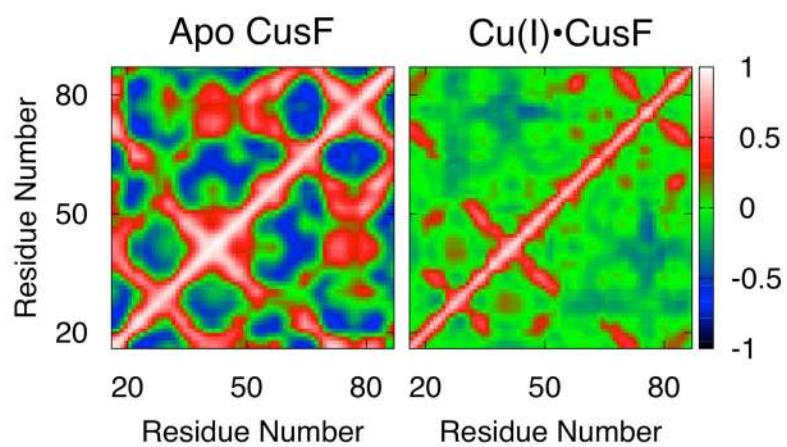 Apo CusF
Cu(I)•CusF
Residue Number
80
50
20
20 50 80
20 50 80
Residue Number
Residue Number
1
0.5
0
-0.5
-1